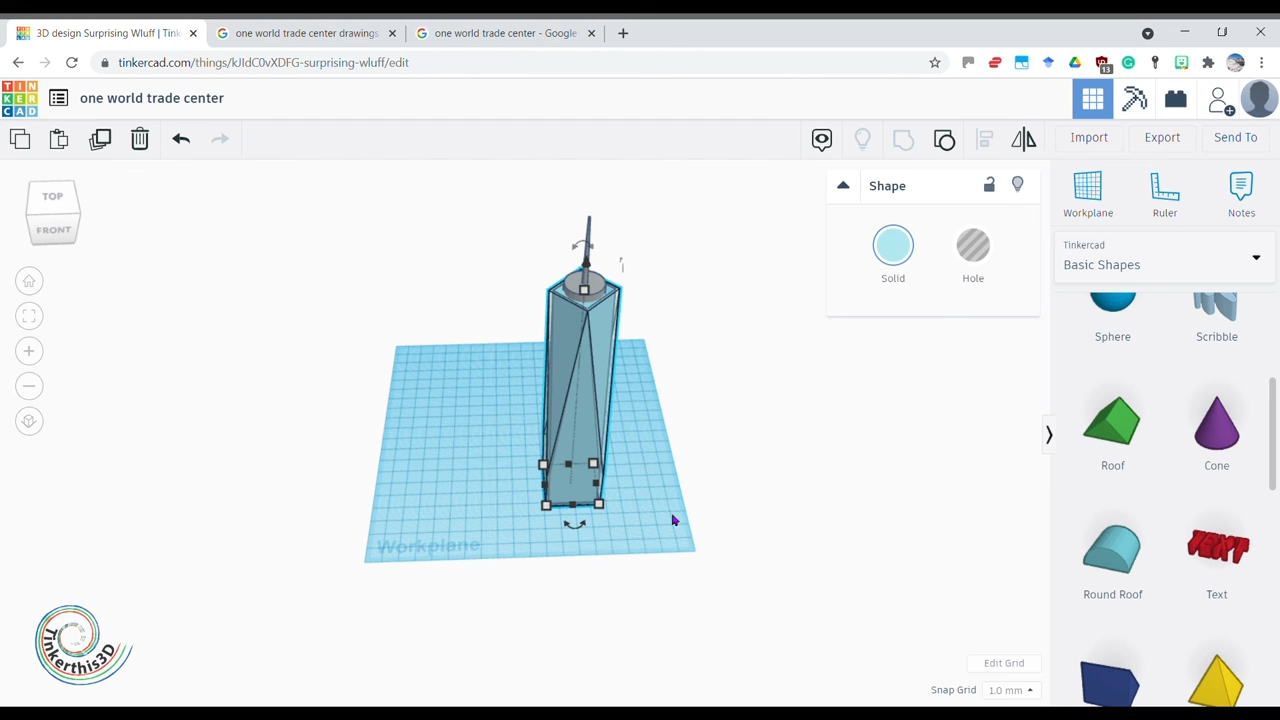 3D design Surprising Wluff | Tink
one world trade center drawings
one world trade center - Google
tinkercad.com/things/kJIdC0vXDFG-surprising-wluff/edit
13
TIN
KER
CAD
one world trade center
Import
Export
Send To
TOP
FRONT
Shape
Solid
Hole
Workplane
Ruler
Notes
Tinkercad
Basic Shapes
Sphere
Scribble
Roof
Cone
TEXT
Round Roof
Text
Workplane
Tinkerthis3D
Edit Grid
Snap Grid
1.0 mm